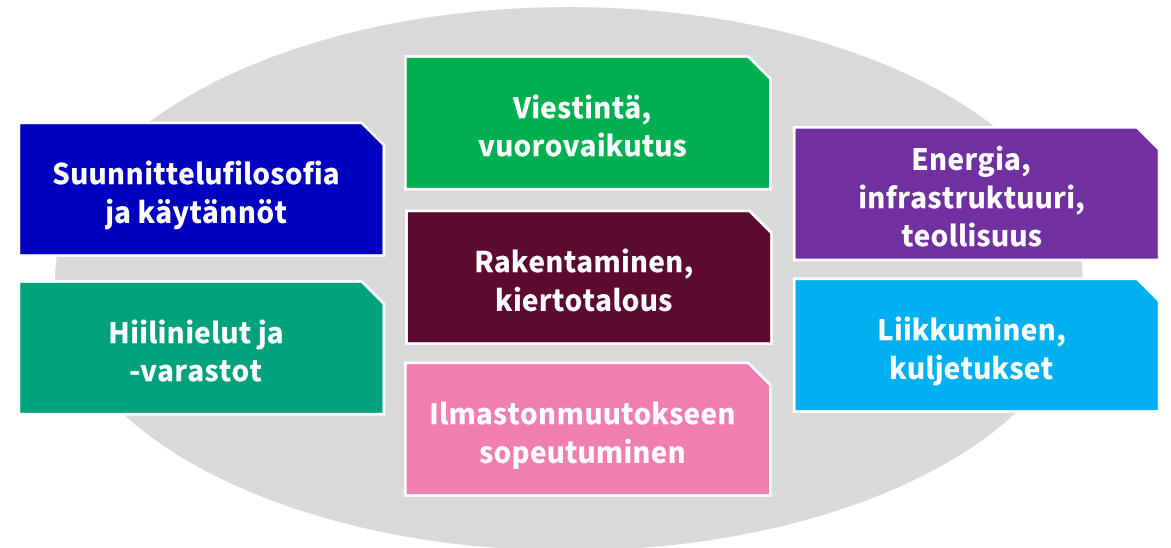 Suunnittelufilosofia
ja käytännöt
Hiilinielut ja
-varastot
Viestintä,
vuorovaikutus
Rakentaminen,
kiertotalous
Ilmastonmuutokseen
sopeutuminen
Energia,
infrastruktuuri,
teollisuus
Liikkuminen,
kuljetukset